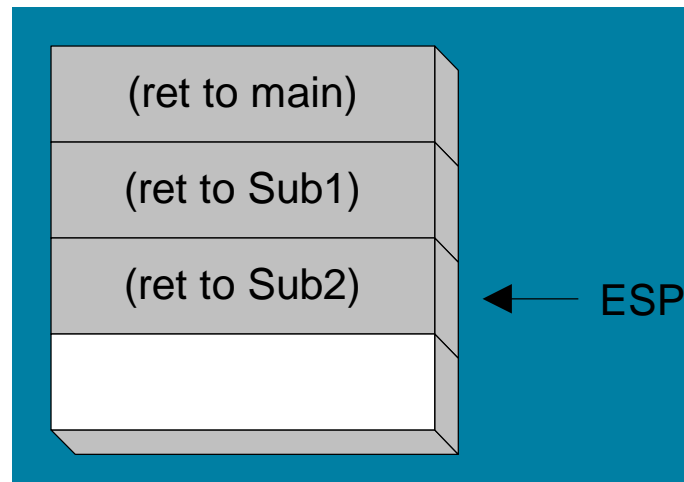 (ret to main)
(ret to Sub1)
(ret to Sub2)
ESP